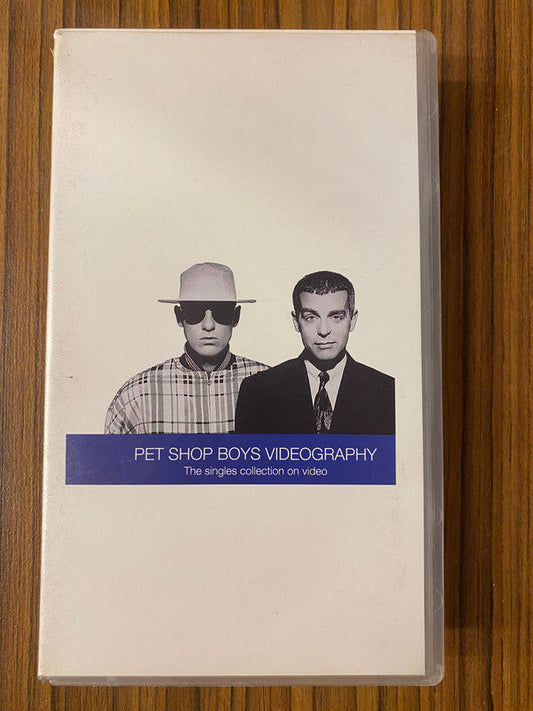 PET SHOP BOYS VIDEOGRAPHY
The singles collection on video